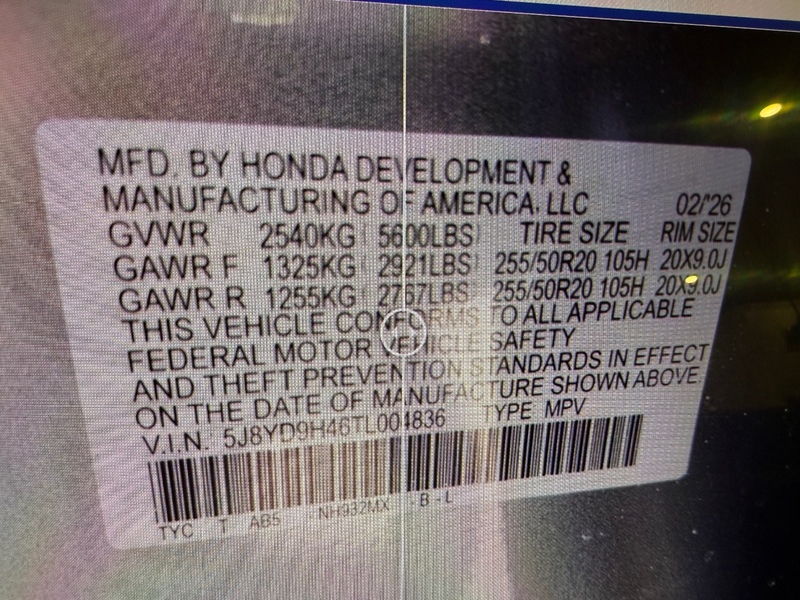 MFD. BY HONDA DEVELOPMENT &
MANUFACTURING OF AMERICA, LLC 02/'26
GVWR 2540KG 5600LBS TIRE SIZE RIM SIZE
GAWR F 1325KG 2921LBS 255/50R20 105H 20X9.0J
GAWR R 1255KG 2767LBS 255/50R20 105H 20X9.0J
THIS VEHICLE CONFORMS TO ALL APPLICABLE
FEDERAL MOTOR VEHICLE SAFETY
AND THEFT PREVENTION STANDARDS IN EFFECT
ON THE DATE OF MANUFACTURE SHOWN ABOVE.
V.I.N. 5J8YD9H46TL004836 TYPE MPV
TYC T AB5 NH932MX -B-L